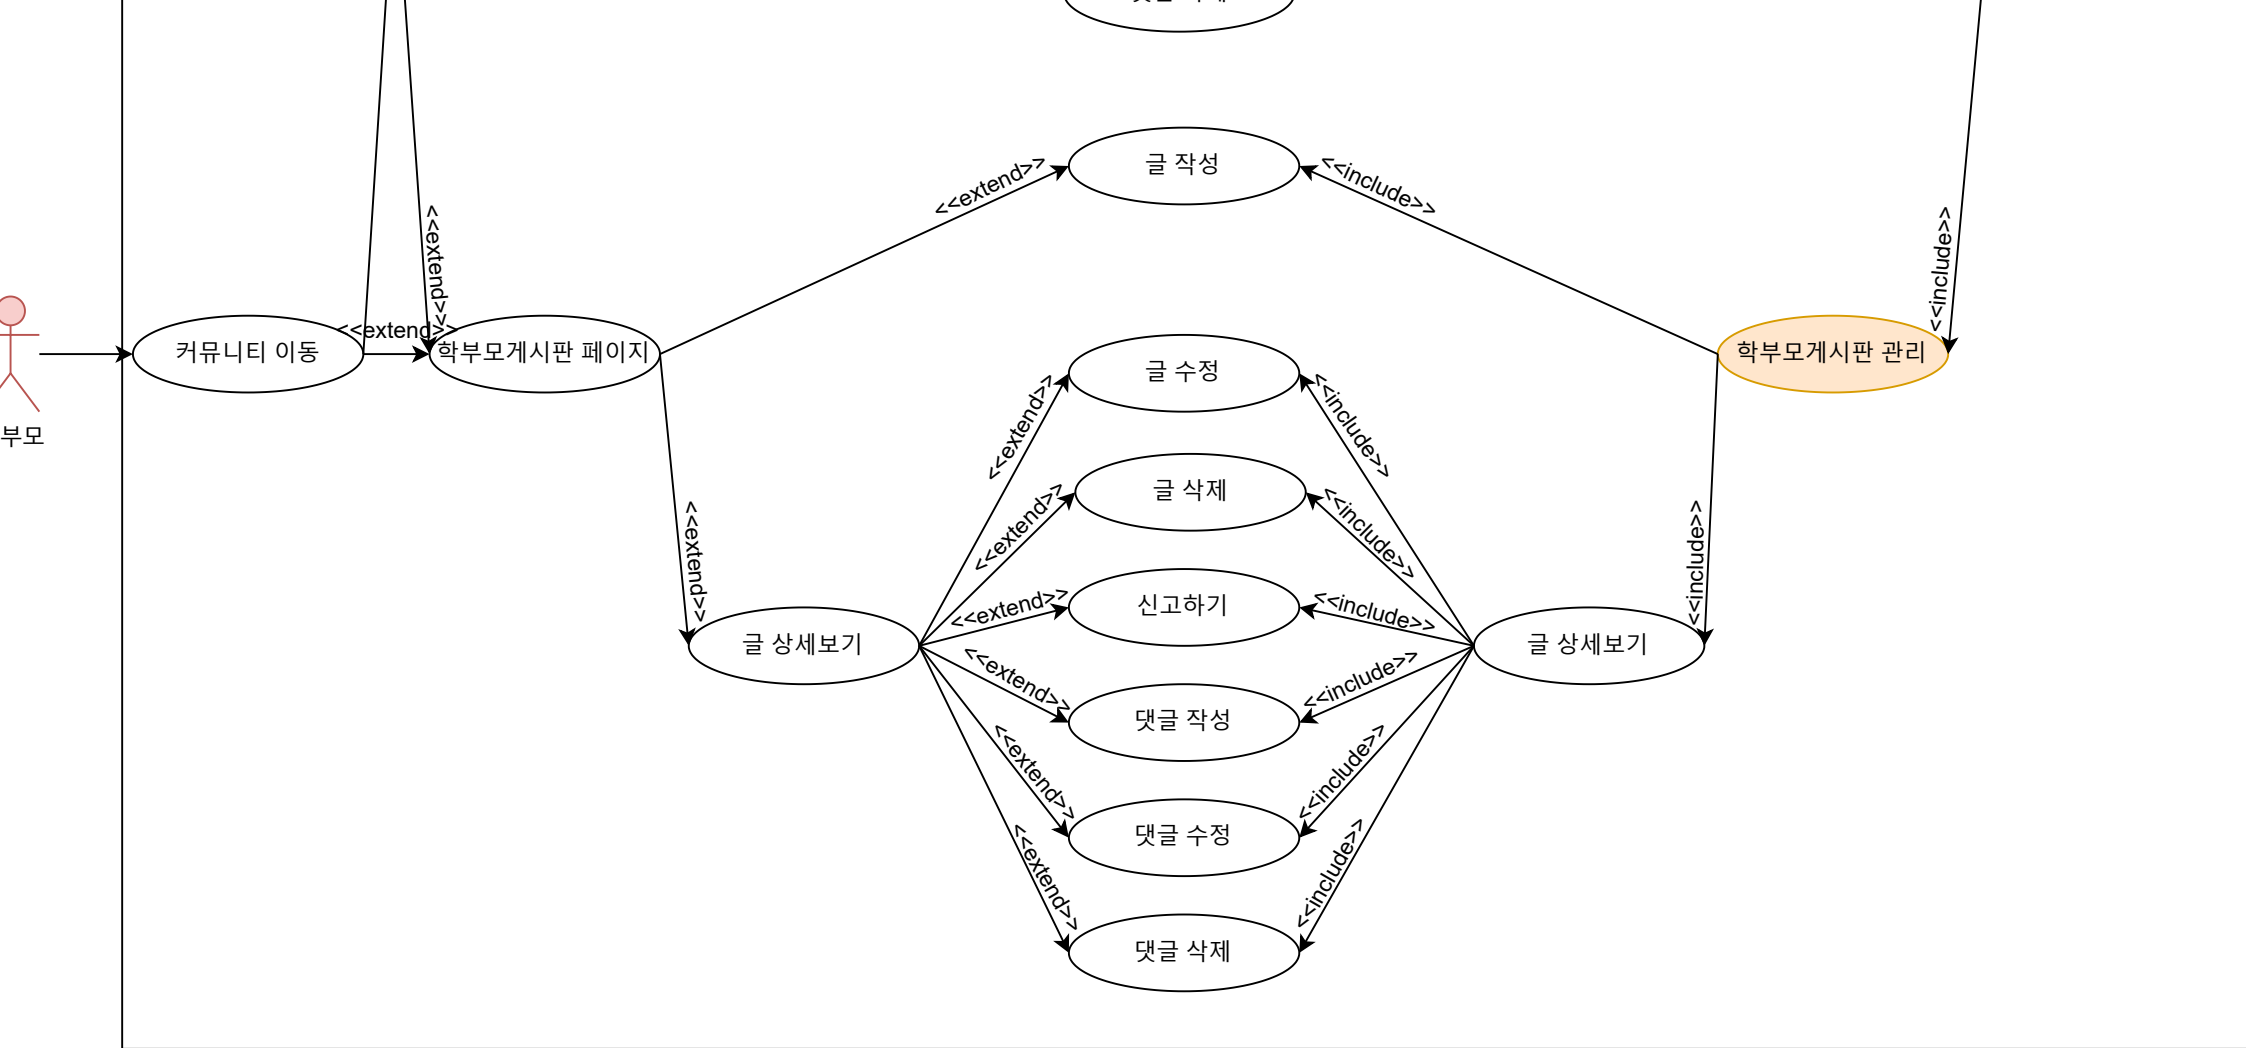 글 작성
<<extend>>
<<include>>
<<extend>>
<<include>>
<<extend>>
커뮤니티 이동
학부모게시판 페이지
글 수정
학부모게시판 관리
부모
<<extend>>
<<include>>
글 삭제
<<extend>>
<<include>>
<<extend>>
<<include>>
신고하기
<<extend>>
<<include>>
글 상세보기
글 상세보기
<<extend>>
<<include>>
댓글 작성
<<extend>>
<<include>>
댓글 수정
<<extend>>
<<include>>
댓글 삭제